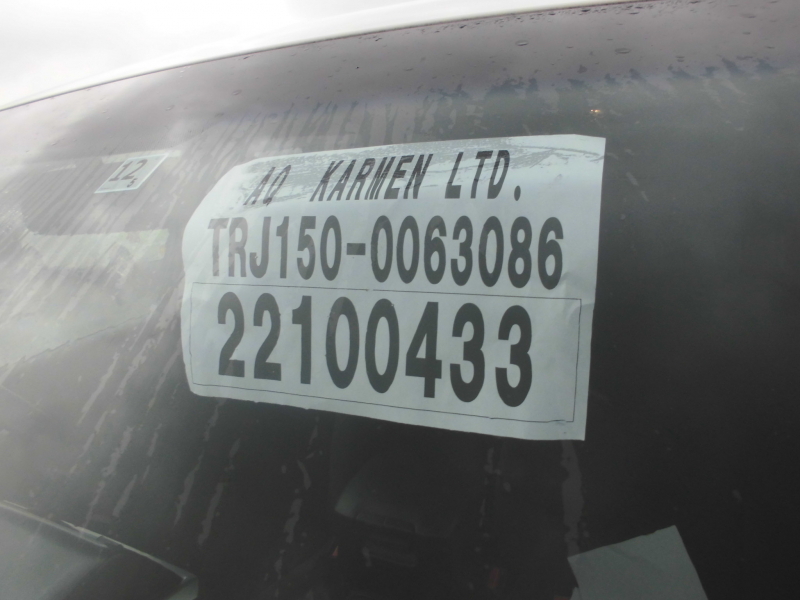 12
AQ KARMEN LTD.
TRJ150-0063086
22100433